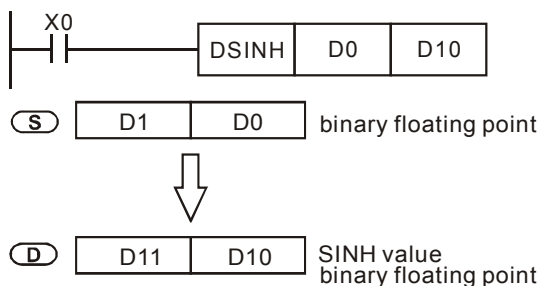 X0
DSINH D0 D10
S D1 D0 binary floating point
D D11 D10 SINH value
binary floating point